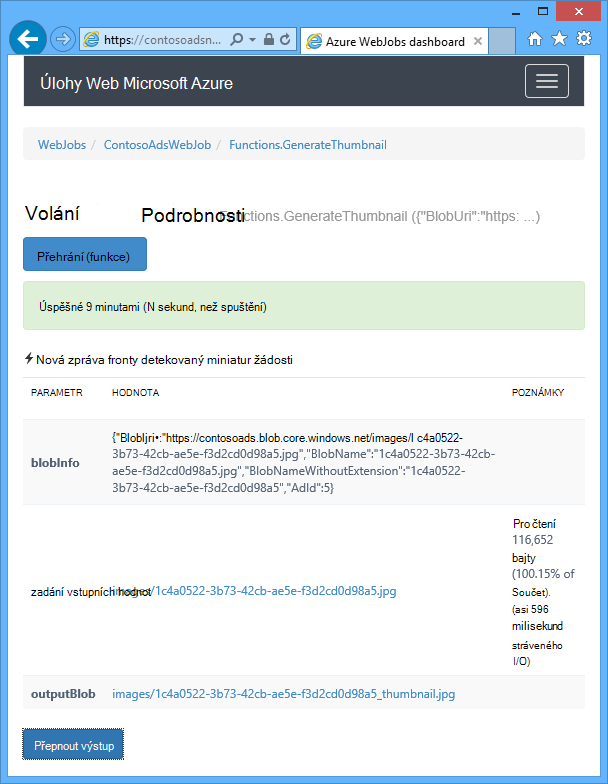 https://contosoadsn...
Azure WebJobs dashboard
Úlohy Web Microsoft Azure
WebJobs / ContosoAdsWebJob / Functions.GenerateThumbnail
Volání Podrobnosti Functions.GenerateThumbnail ({"BlobUri":"https: ...)
Přehrání (funkce)
Úspěšné 9 minutami (N sekund, než spuštění)
Nová zpráva fronty detekovaný miniatur žádosti
PARAMETR HODNOTA POZNÁMKY
blobInfo
{"Blobljri•:"https://contosoads.blob.core.windows.net/images/l c4a0522-
3b73-42cb-ae5e-f3d2cd0d98a5.jpg","BlobName":"1c4a0522-3b73-42cb-
ae5e-f3d2cd0d98a5.jpg","BlobNameWithoutExtension":"1c4a0522-
3b73-42cb-ae5e-f3d2cd0d98a5","AdId":5}
zadání vstupních hodnot images/1c4a0522-3b73-42cb-ae5e-f3d2cd0d98a5.jpg
Pro čtení
116,652
bajty
(100.15% of
Součet).
(asi 596
milisekund
stráveného
I/O)
outputBlob images/1c4a0522-3b73-42cb-ae5e-f3d2cd0d98a5_thumbnail.jpg
Přepnout výstup